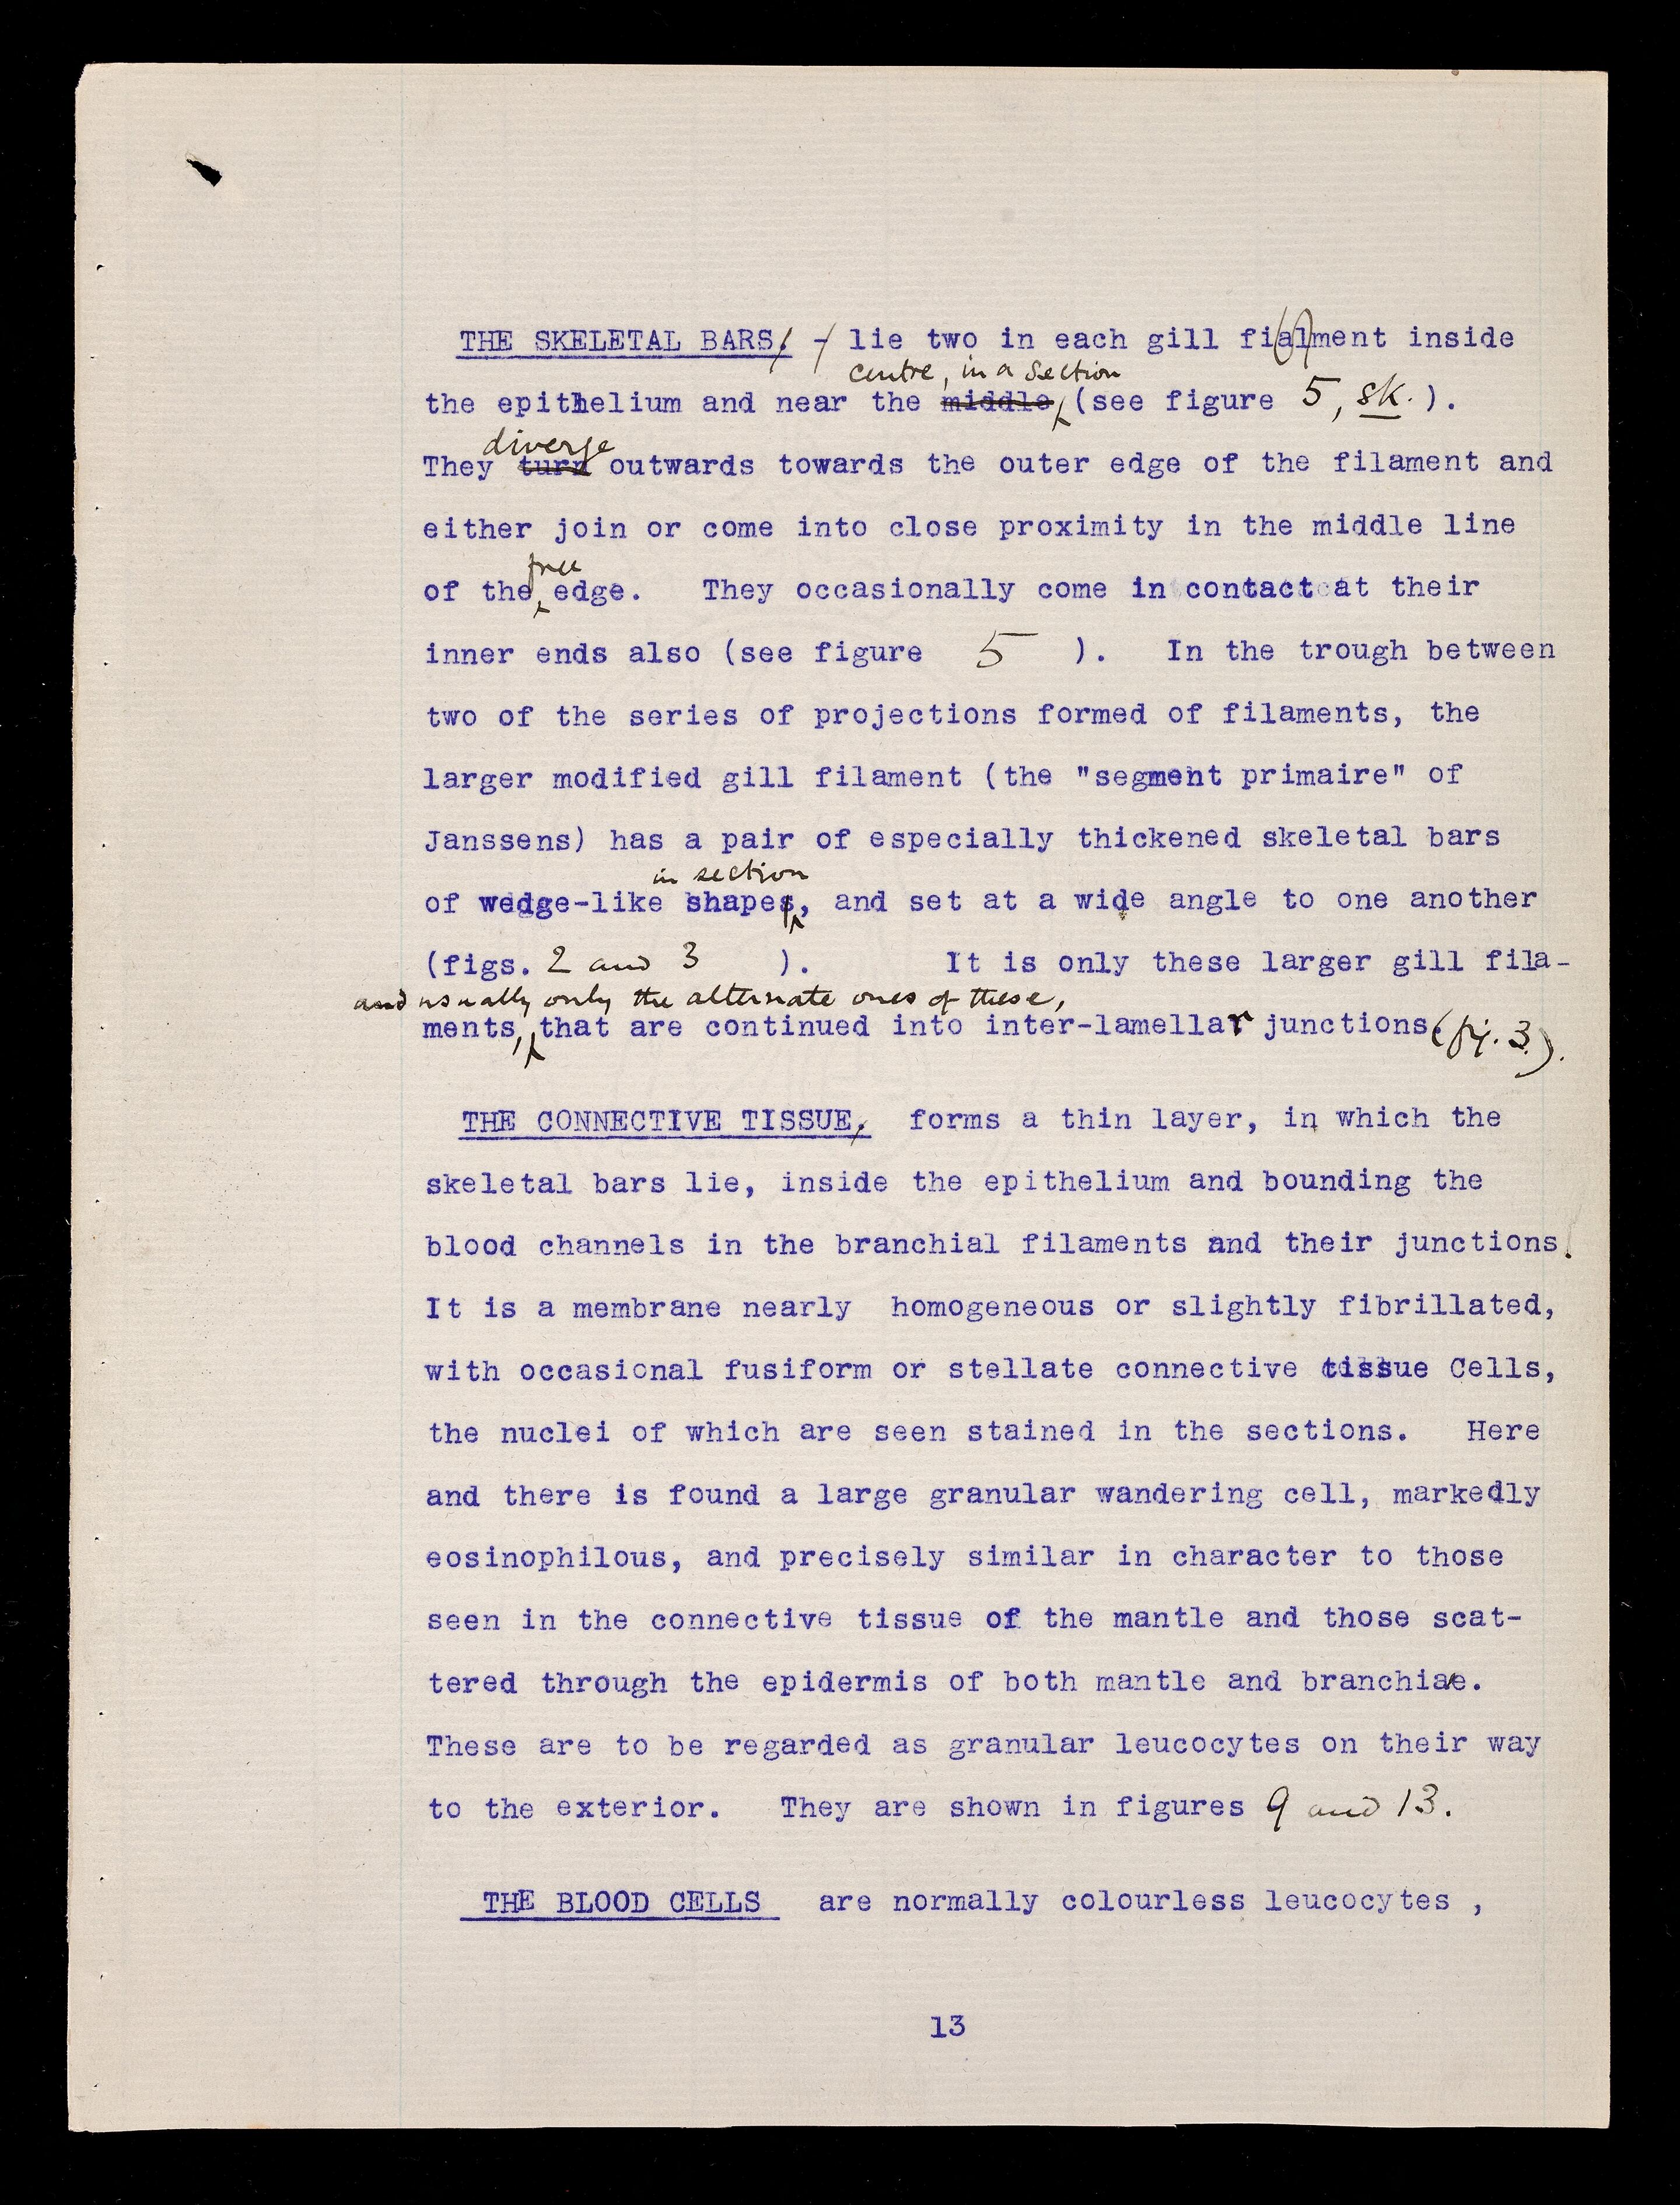 THE SKELETAL BARS, - lie two in each gill fialment inside
centre, in a section
the epithelium and near the middle (see figure 5, sk. ).
diverge
They turn outwards towards the outer edge of the filament and
either join or come into close proximity in the middle line
free
of the edge. They occasionally come in contact at their
inner ends also (see figure 5 ). In the trough between
two of the series of projections formed of filaments, the
larger modified gill filament (the "segment primaire" of
Janssens) has a pair of especially thickened skeletal bars
in section
of wedge-like shapes, and set at a wide angle to one another
(figs. 2 and 3 ). It is only these larger gill fila-
and usually only the alternate ones of these,
ments, that are continued into inter-lamellar junctions (fig. 3).
THE CONNECTIVE TISSUE, forms a thin layer, in which the
skeletal bars lie, inside the epithelium and bounding the
blood channels in the branchial filaments and their junctions.
It is a membrane nearly homogeneous or slightly fibrillated,
with occasional fusiform or stellate connective tissue Cells,
the nuclei of which are seen stained in the sections. Here
and there is found a large granular wandering cell, markedly
eosinophilous, and precisely similar in character to those
seen in the connective tissue of the mantle and those scat-
tered through the epidermis of both mantle and branchiae.
These are to be regarded as granular leucocytes on their way
to the exterior. They are shown in figures 9 and 13.
THE BLOOD CELLS are normally colourless leucocytes ,
13